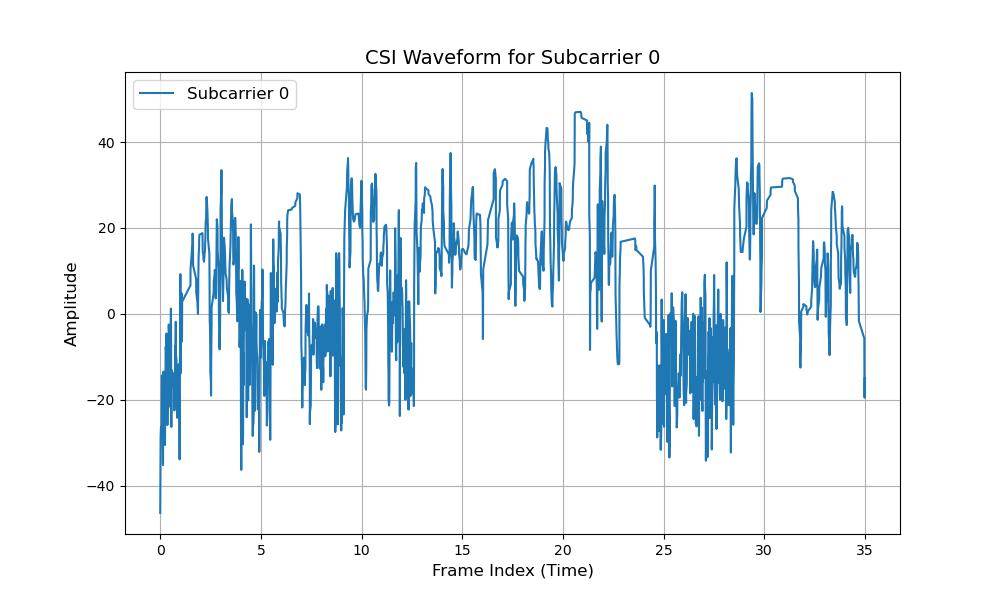 CSI Waveform for Subcarrier 0
Subcarrier 0
Amplitude
40
20
0
−20
−40
0 5 10 15 20 25 30 35
Frame Index (Time)